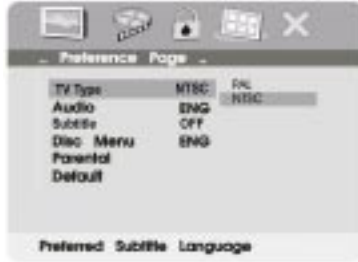 - Preference Page -
TV Type NTSC PAL
NTSC
Audio ENG
Subtitle OFF
Disc Menu ENG
Parental
Default
Preferred Subtitle Language